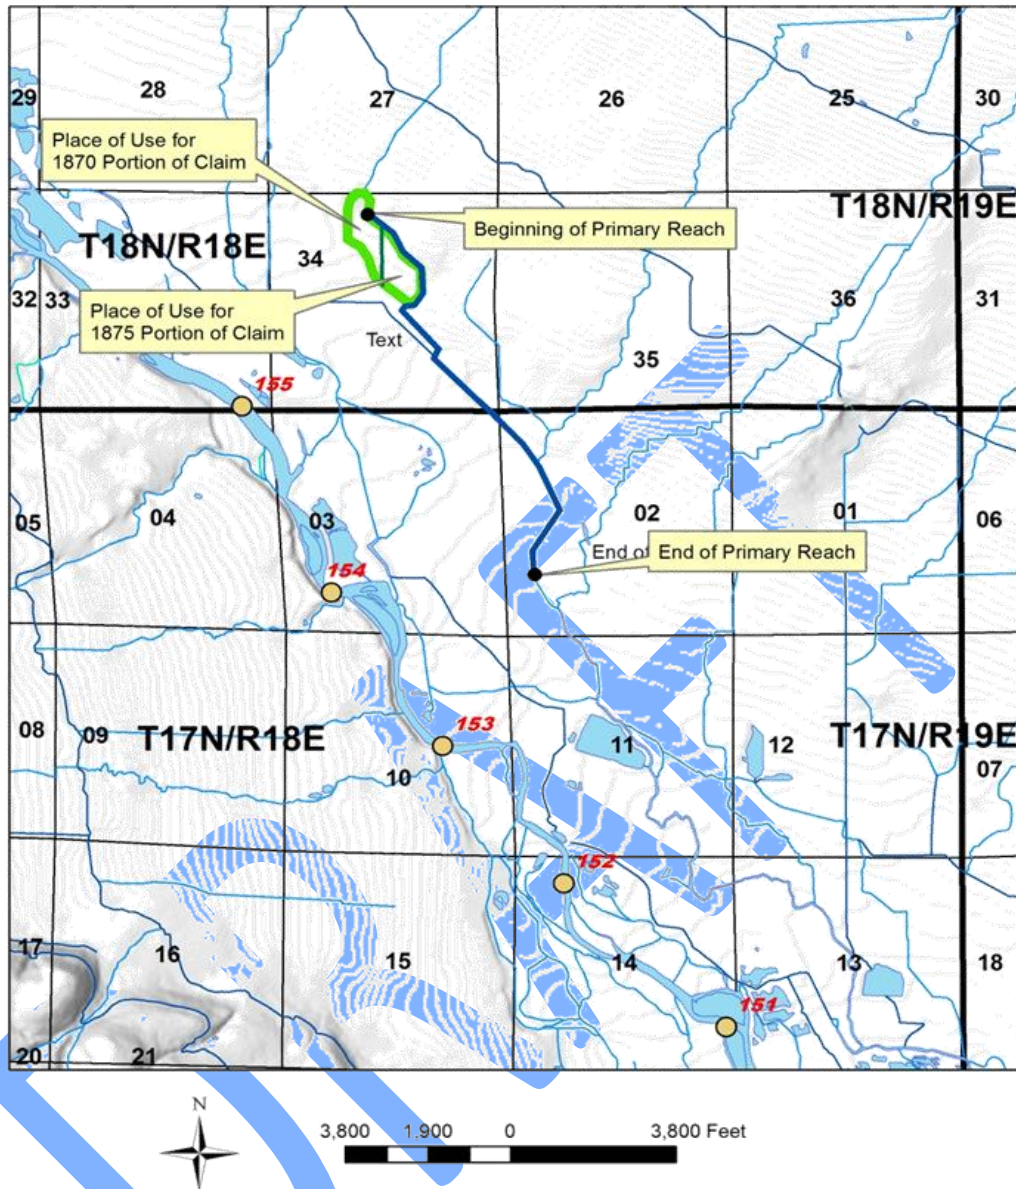 28
27
26
25
30
29
Place of Use for
1870 Portion of Claim
Beginning of Primary Reach
T18N/R18E
T18N/R19E
34
32
33
36
31
Place of Use for
1875 Portion of Claim
Text
35
155
05
04
03
02
01
06
End of
End of Primary Reach
154
08
09
T17N/R18E
153
10
11
12
T17N/R19E
07
152
17
16
15
14
13
18
151
20
21
N
3,800 1,900 0 3,800 Feet
DRAFT